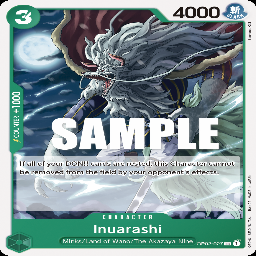 3
4000
斬
COUNTER +1000
SAMPLE
If all of your DON!! cards are rested, this Character cannot
be removed from the field by your opponent's effects.
CHARACTER
Inuarashi
Minks/Land of Wano/The Akazaya Nine